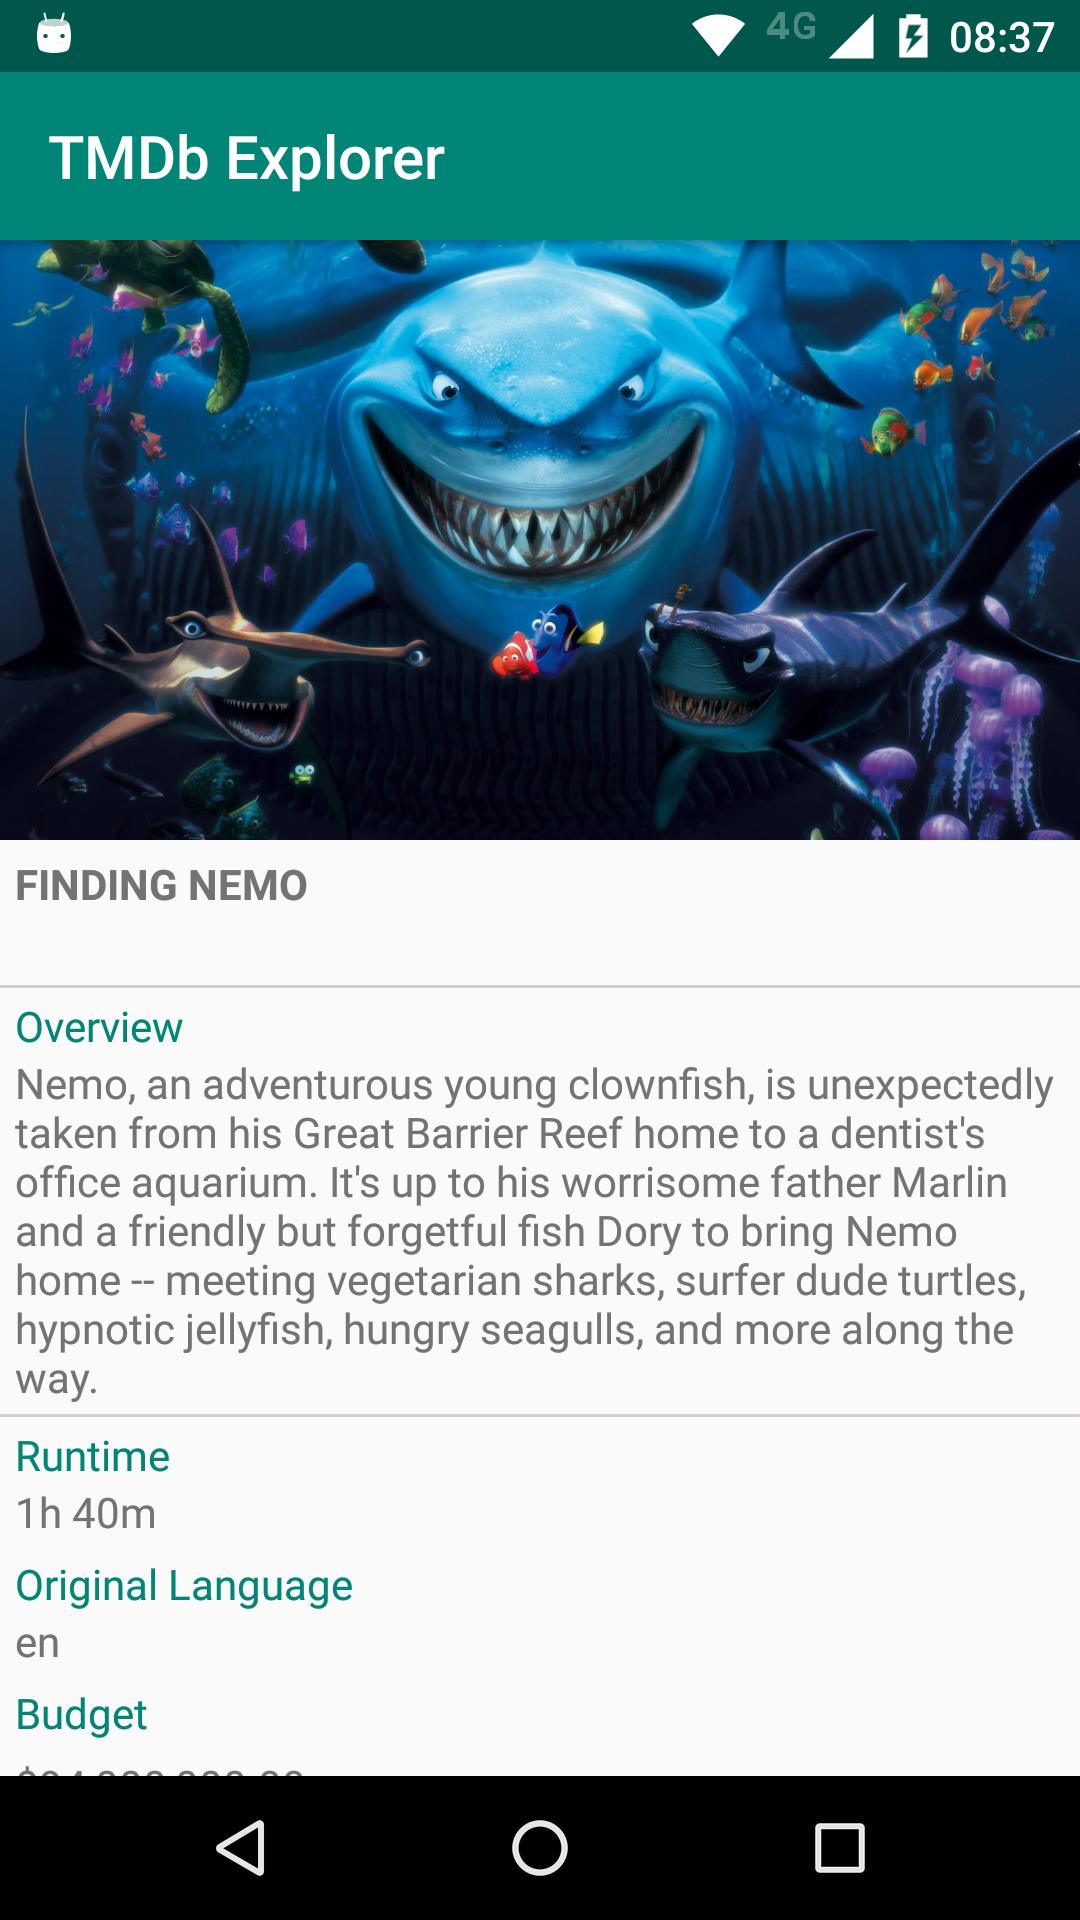 4G 08:37
TMDb Explorer
FINDING NEMO
Overview
Nemo, an adventurous young clownfish, is unexpectedly
taken from his Great Barrier Reef home to a dentist's
office aquarium. It's up to his worrisome father Marlin
and a friendly but forgetful fish Dory to bring Nemo
home -- meeting vegetarian sharks, surfer dude turtles,
hypnotic jellyfish, hungry seagulls, and more along the
way.
Runtime
1h 40m
Original Language
en
Budget